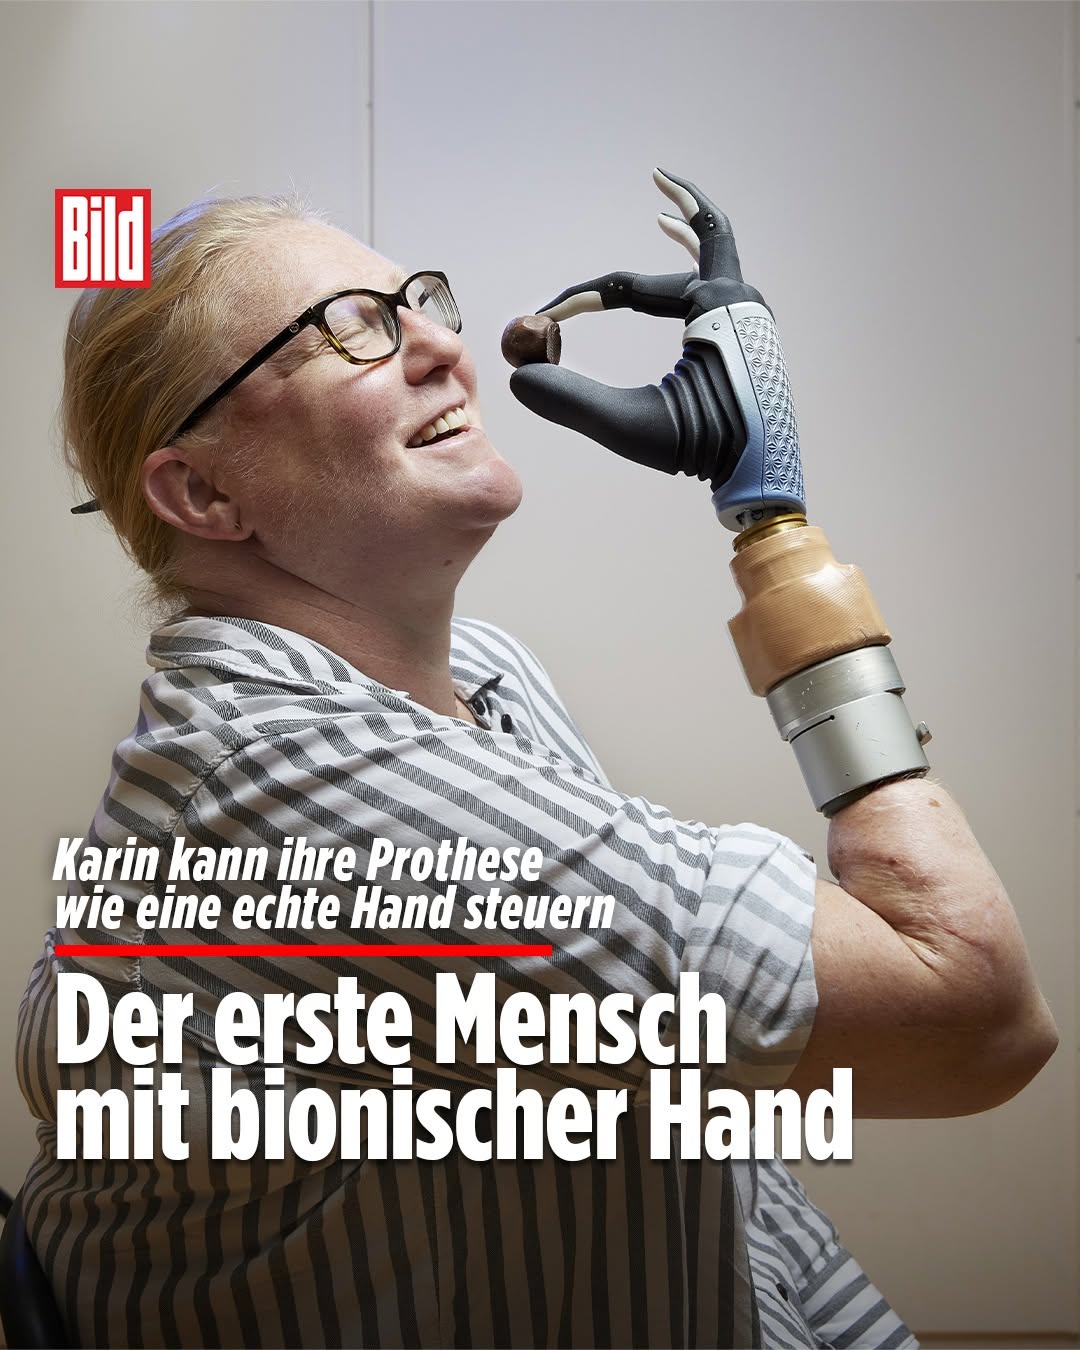 Bild
Karin kann ihre Prothese
wie eine echte Hand steuern
Der erste Mensch
mit bionischer Hand